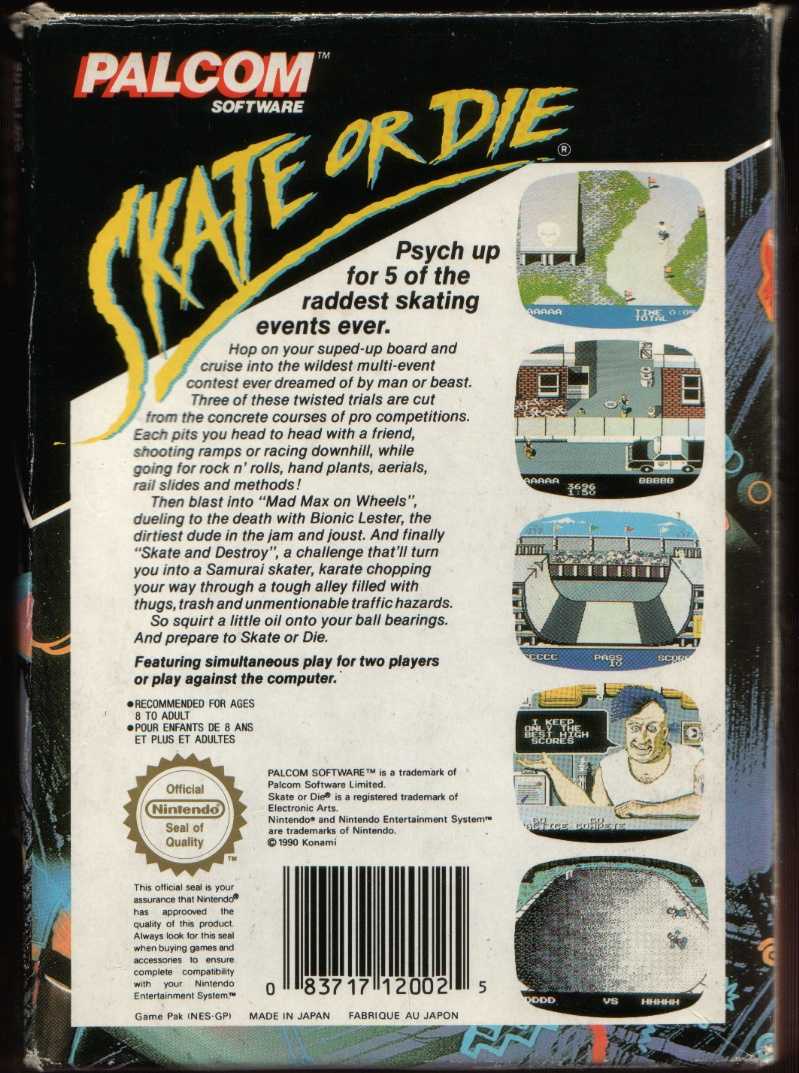 PALCOM™
SOFTWARE
SKATE OR DIE®
Psych up
for 5 of the
raddest skating
events ever.
Hop on your suped-up board and
cruise into the wildest multi-event
contest ever dreamed of by man or beast.
Three of these twisted trials are cut
from the concrete courses of pro competitions.
Each pits you head to head with a friend,
shooting ramps or racing downhill, while
going for rock n' rolls, hand plants, aerials,
rail slides and methods!
Then blast into "Mad Max on Wheels",
dueling to the death with Bionic Lester, the
dirtiest dude in the jam and joust. And finally
"Skate and Destroy", a challenge that'll turn
you into a Samurai skater, karate chopping
your way through a tough alley filled with
thugs, trash and unmentionable traffic hazards.
So squirt a little oil onto your ball bearings.
And prepare to Skate or Die.
Featuring simultaneous play for two players
or play against the computer.
●RECOMMENDED FOR AGES
8 TO ADULT
●POUR ENFANTS DE 8 ANS
ET PLUS ET ADULTES
Official
Nintendo®
Seal of
Quality
TM
This official seal is your
assurance that Nintendo®
has approoved the
quality of this product.
Always look for this seal
when buying games and
accessories to ensure
complete compatibility
with your Nintendo
Entertainment System.™
PALCOM SOFTWARE™ is a trademark of
Palcom Software Limited.
Skate or Die® is a registered trademark of
Electronic Arts.
Nintendo® and Nintendo Entertainment System™
are trademarks of Nintendo.
© 1990 Konami
0 83717 12002 5
Game Pak (NES-GP) MADE IN JAPAN FABRIQUE AU JAPON
AAAAA TIME 0:09
TOTAL
AAAAA 3696 BBBBB
1:50
CCCCC PASS SCORE
10
I KEEP
ONLY THE
BEST HIGH
SCORES
GO GO
COMPETE
DDDD VS HHHHH